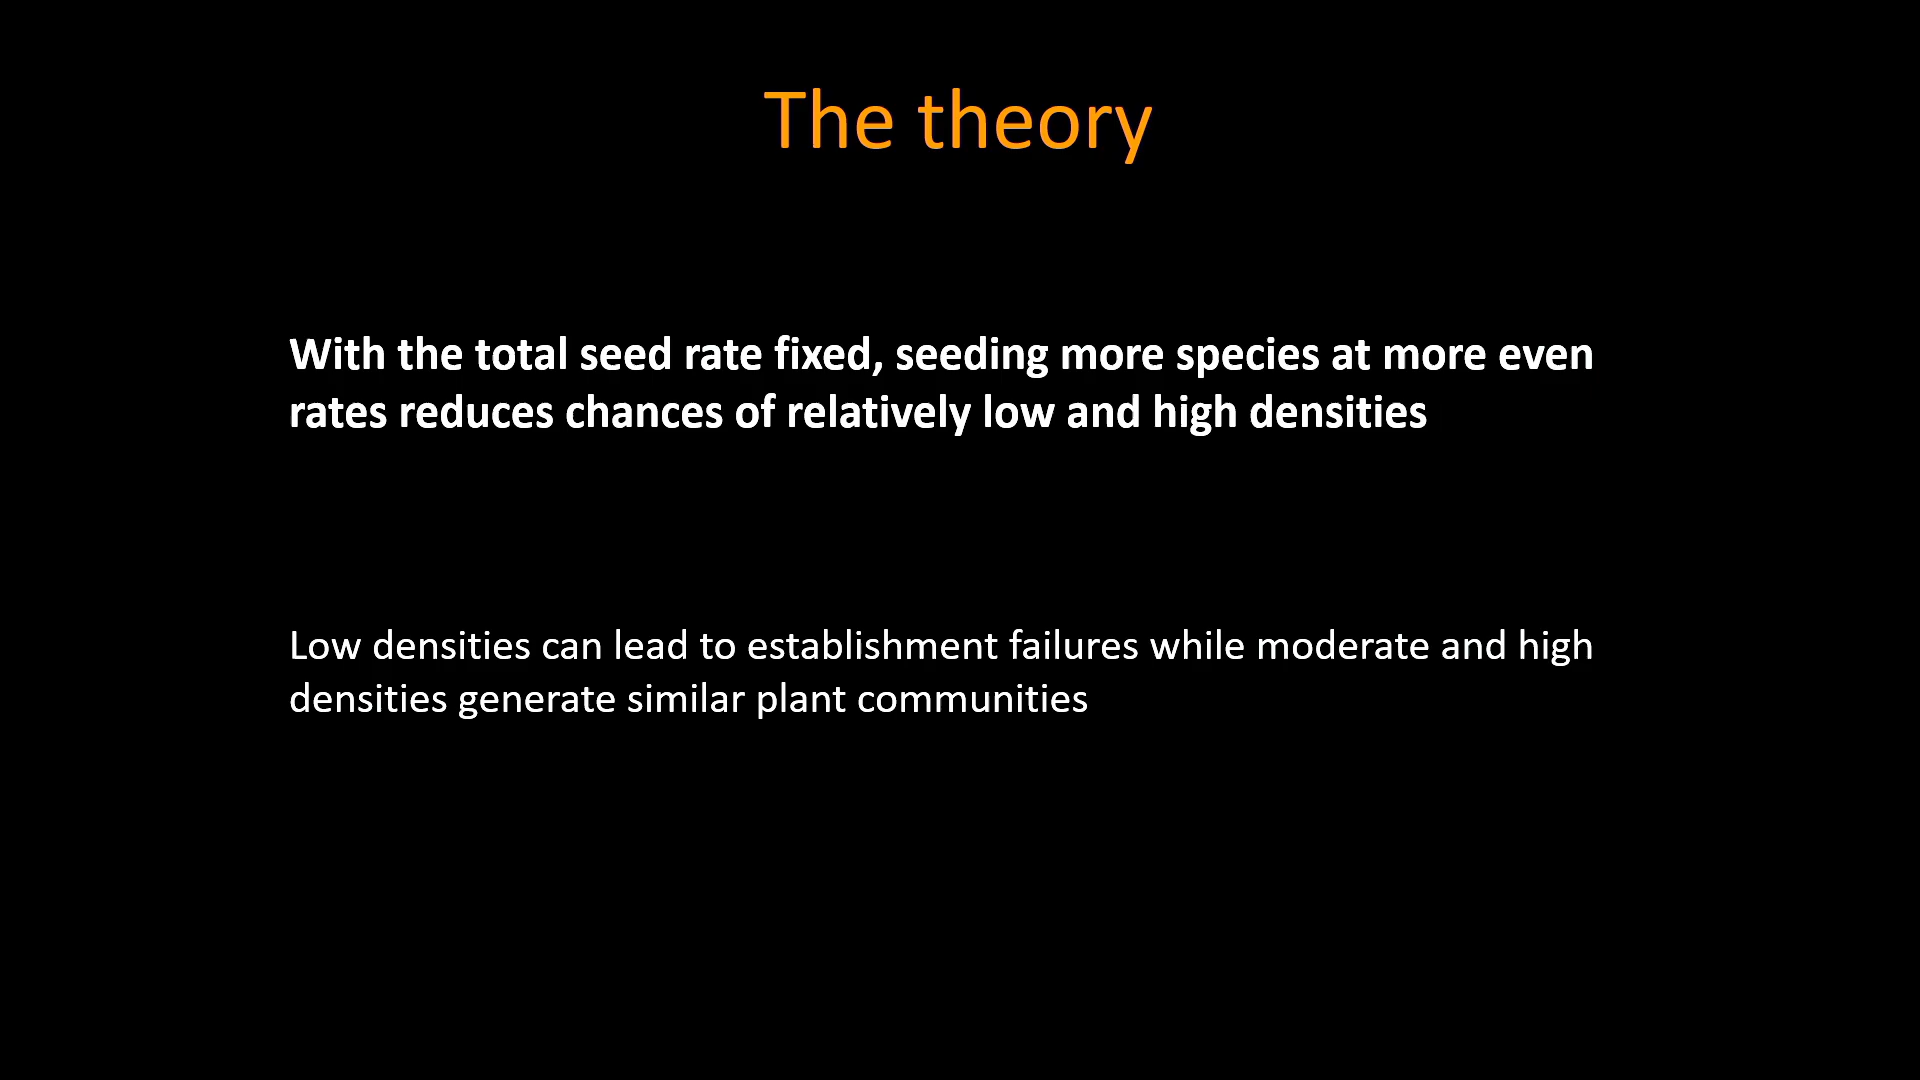 The theory
With the total seed rate fixed, seeding more species at more even
rates reduces chances of relatively low and high densities
Low densities can lead to establishment failures while moderate and high
densities generate similar plant communities